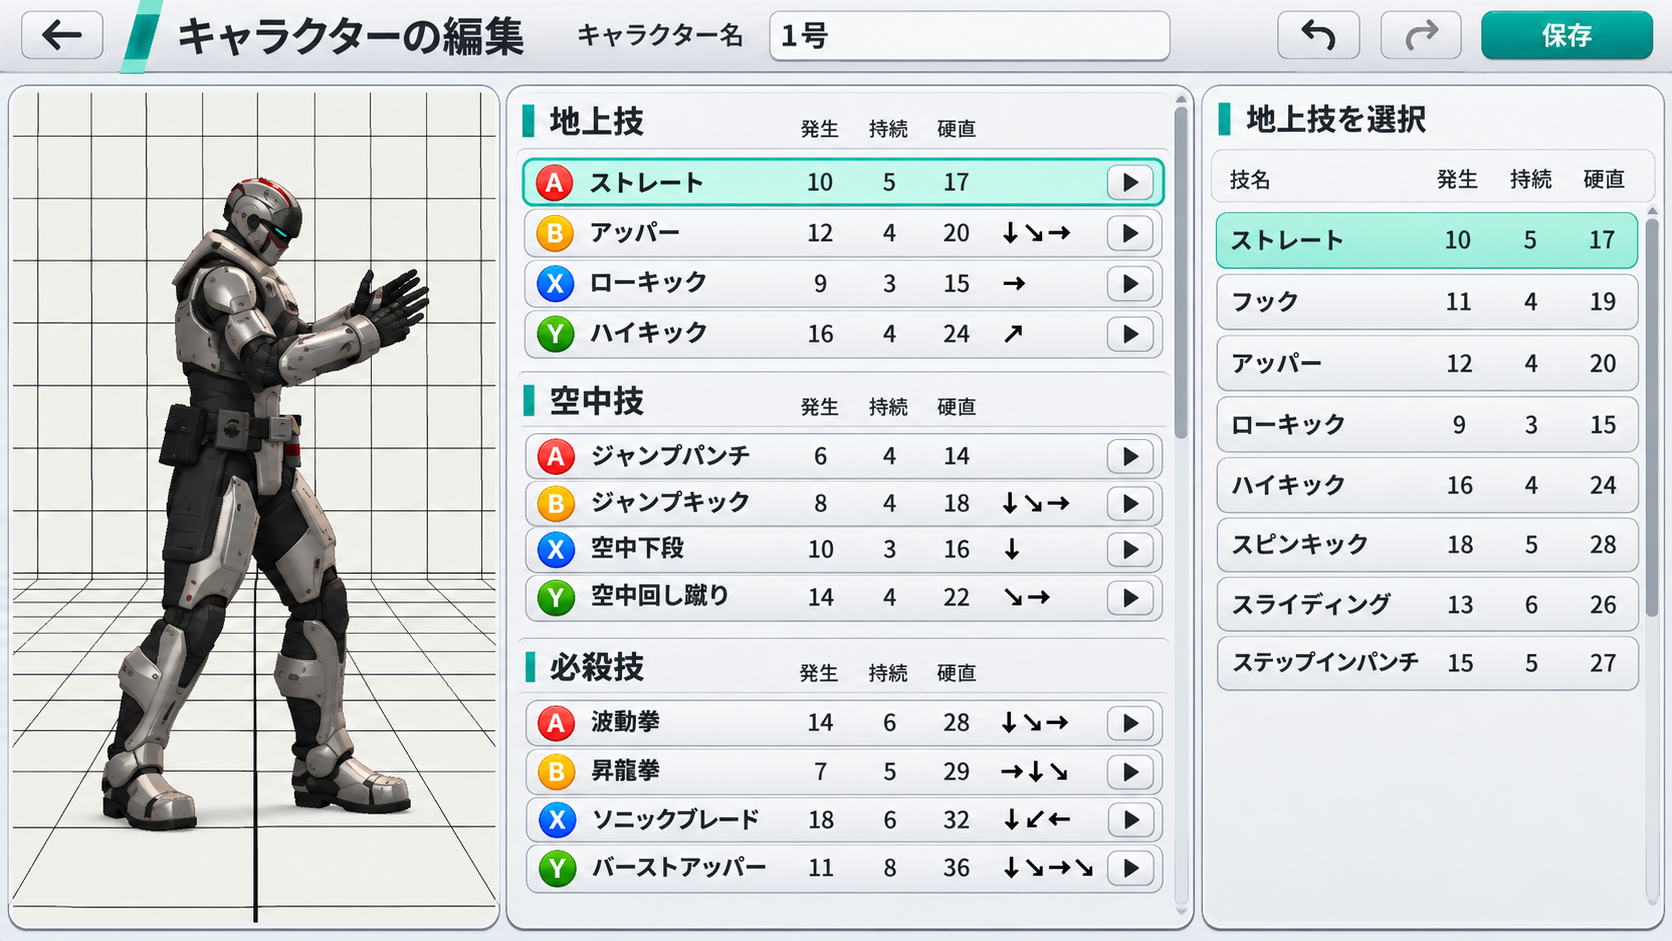 キャラクターの編集 キャラクター名 1号 保存
地上技 発生 持続 硬直
A ストレート 10 5 17
B アッパー 12 4 20 ↓↘→
X ローキック 9 3 15 →
Y ハイキック 16 4 24 ↗
空中技 発生 持続 硬直
A ジャンプパンチ 6 4 14
B ジャンプキック 8 4 18 ↓↘→
X 空中下段 10 3 16 ↓
Y 空中回し蹴り 14 4 22 ↘→
必殺技 発生 持続 硬直
A 波動拳 14 6 28 ↓↘→
B 昇龍拳 7 5 29 →↓↘
X ソニックブレード 18 6 32 ↓↙←
Y バーストアッパー 11 8 36 ↓↘→↘
地上技を選択
技名 発生 持続 硬直
ストレート 10 5 17
フック 11 4 19
アッパー 12 4 20
ローキック 9 3 15
ハイキック 16 4 24
スピンキック 18 5 28
スライディング 13 6 26
ステップインパンチ 15 5 27